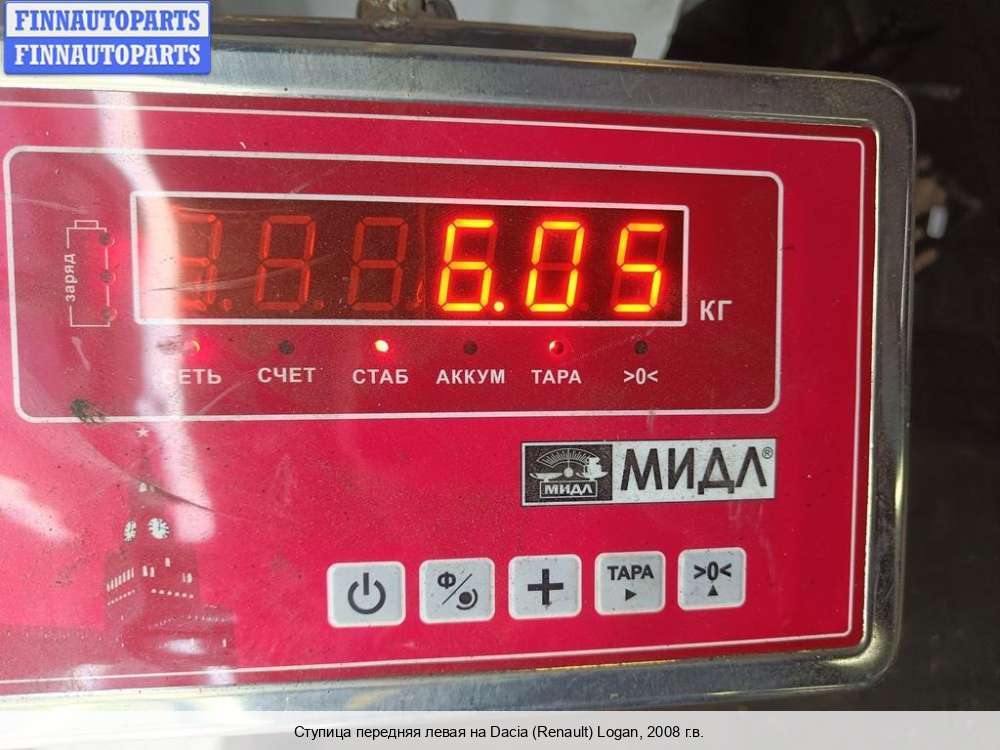 FINNAUTOPARTS
FINNAUTOPARTS
заряд
6.05
КГ
СЕТЬ СЧЕТ СТАБ АККУМ ТАРА >0<
МИДЛ МИДЛ®
Ф ТАРА >0<
Ступица передняя левая на Dacia (Renault) Logan, 2008 г.в.